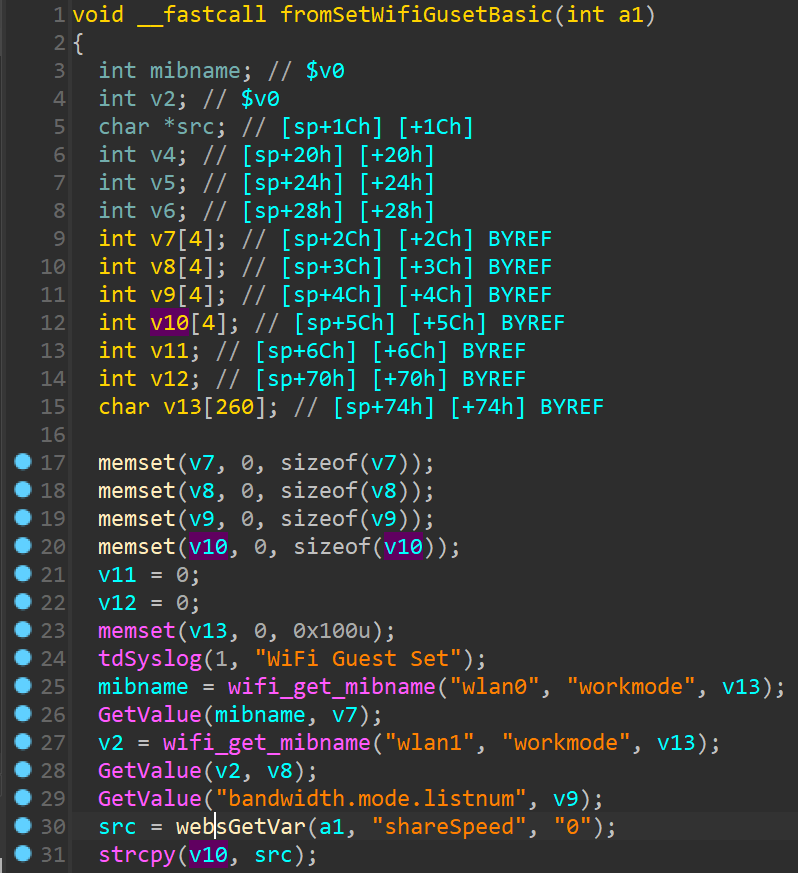 1 void __fastcall fromSetWifiGusetBasic(int a1)
2 {
3 int mibname; // $v0
4 int v2; // $v0
5 char *src; // [sp+1Ch] [+1Ch]
6 int v4; // [sp+20h] [+20h]
7 int v5; // [sp+24h] [+24h]
8 int v6; // [sp+28h] [+28h]
9 int v7[4]; // [sp+2Ch] [+2Ch] BYREF
10 int v8[4]; // [sp+3Ch] [+3Ch] BYREF
11 int v9[4]; // [sp+4Ch] [+4Ch] BYREF
12 int v10[4]; // [sp+5Ch] [+5Ch] BYREF
13 int v11; // [sp+6Ch] [+6Ch] BYREF
14 int v12; // [sp+70h] [+70h] BYREF
15 char v13[260]; // [sp+74h] [+74h] BYREF
16
17 memset(v7, 0, sizeof(v7));
18 memset(v8, 0, sizeof(v8));
19 memset(v9, 0, sizeof(v9));
20 memset(v10, 0, sizeof(v10));
21 v11 = 0;
22 v12 = 0;
23 memset(v13, 0, 0x100u);
24 tdSyslog(1, "WiFi Guest Set");
25 mibname = wifi_get_mibname("wlan0", "workmode", v13);
26 GetValue(mibname, v7);
27 v2 = wifi_get_mibname("wlan1", "workmode", v13);
28 GetValue(v2, v8);
29 GetValue("bandwidth.mode.listnum", v9);
30 src = websGetVar(a1, "shareSpeed", "0");
31 strcpy(v10, src);